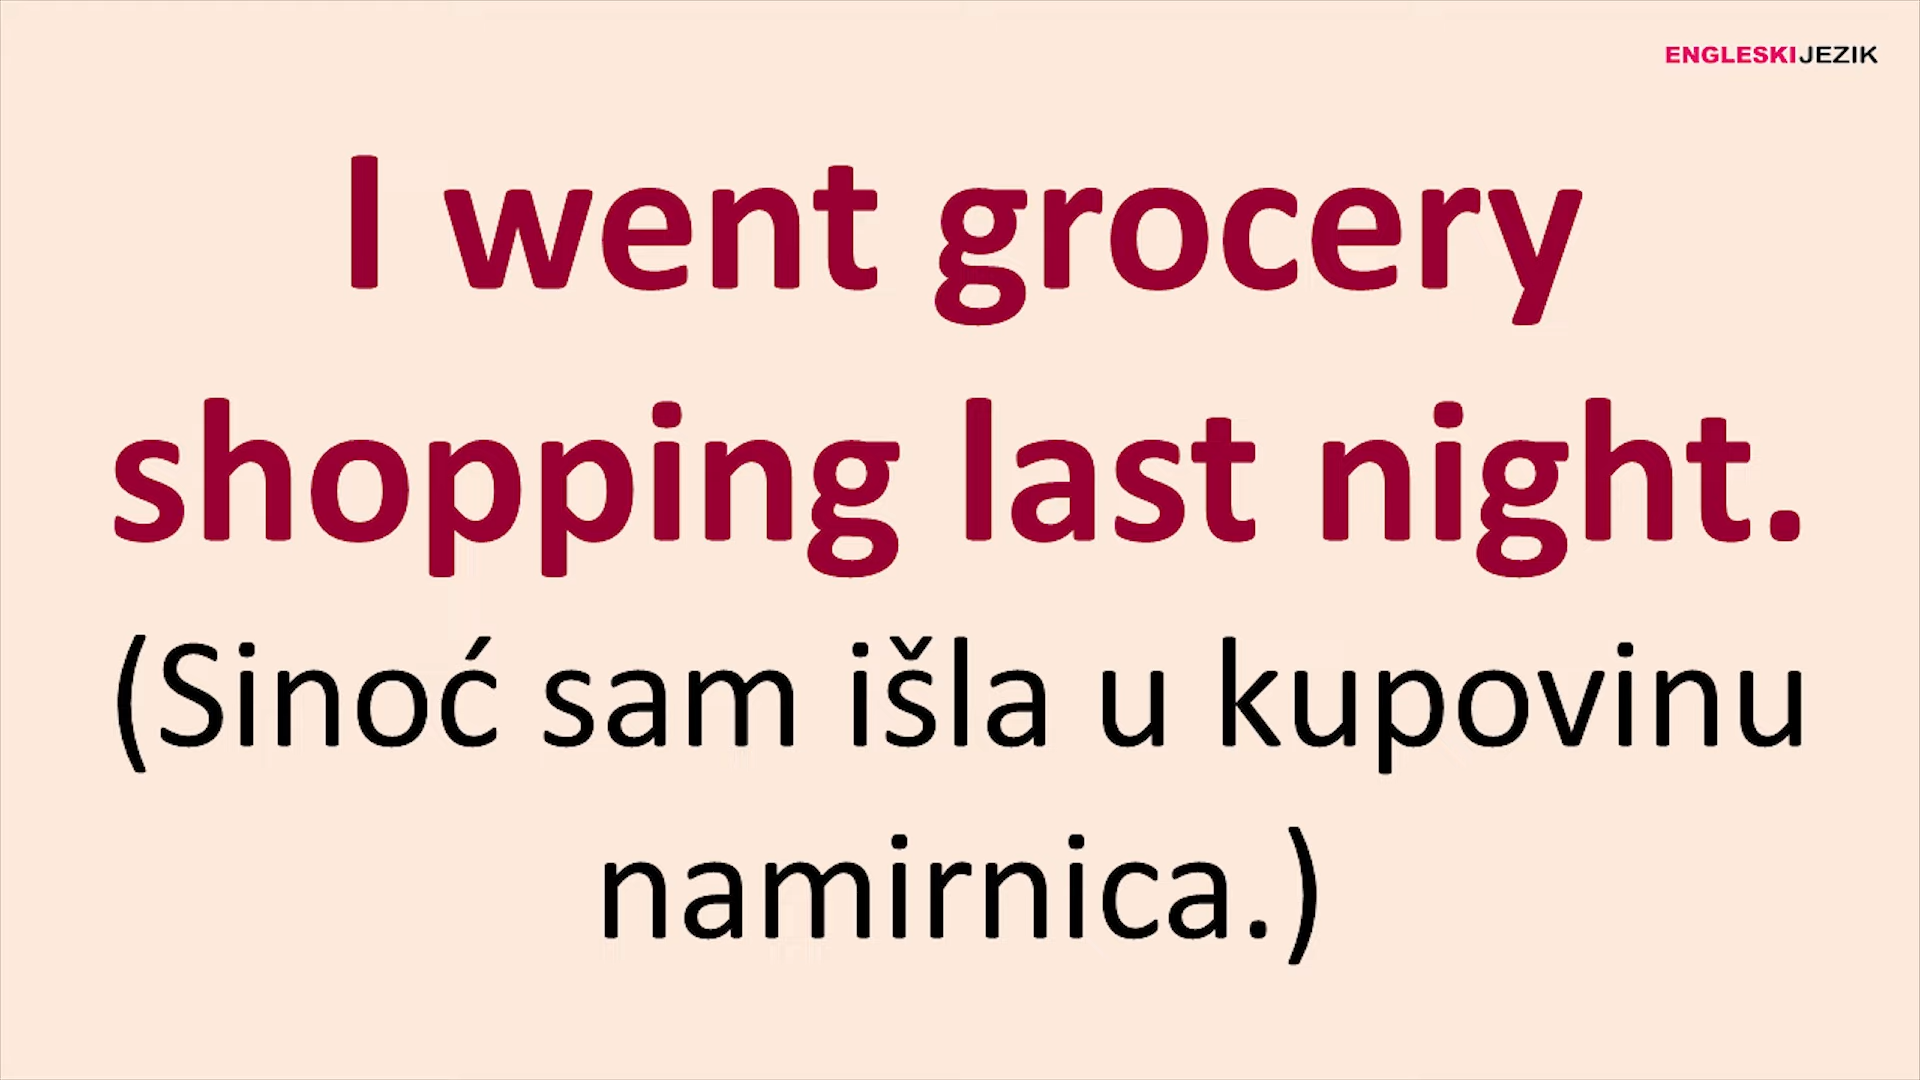 ENGLESKIJEZIK
I went grocery
shopping last night.
(Sinoć sam išla u kupovinu
namirnica.)